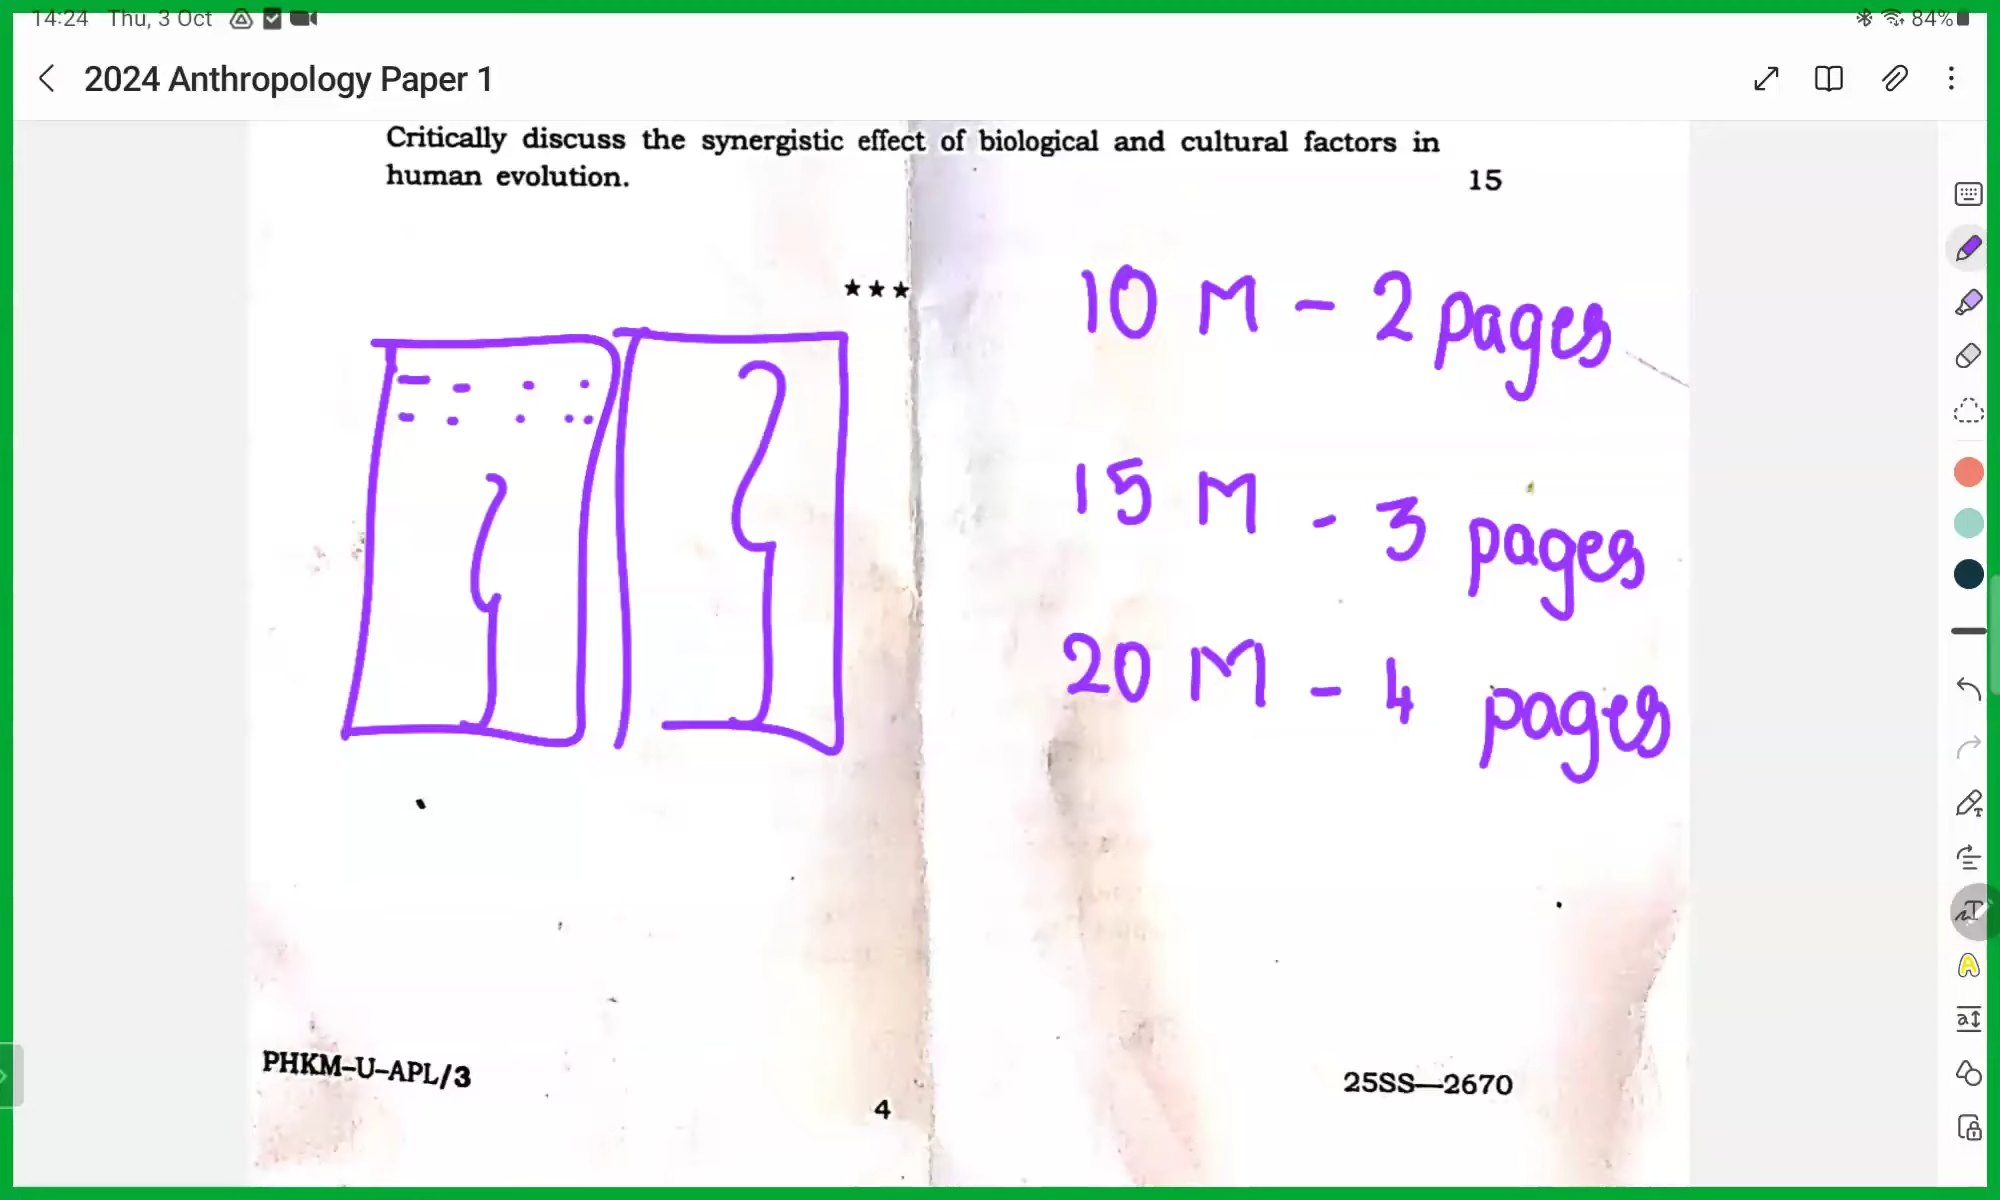 14:24 Thu, 3 Oct
84%
2024 Anthropology Paper 1
Critically discuss the synergistic effect of biological and cultural factors in
human evolution. 15
★★★
10 M - 2 pages
15 M - 3 pages
20 M - 4 pages
PHKM-U-APL/3
25SS—2670
4